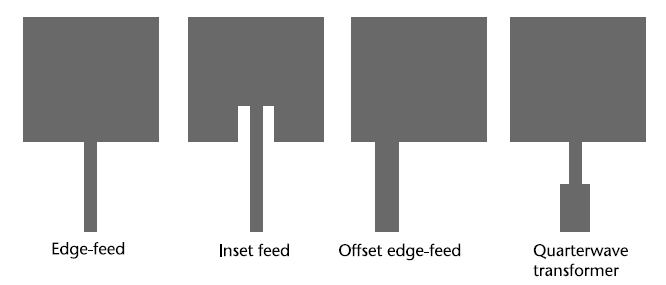 Edge-feed
Inset feed
Offset edge-feed
Quarterwave
transformer